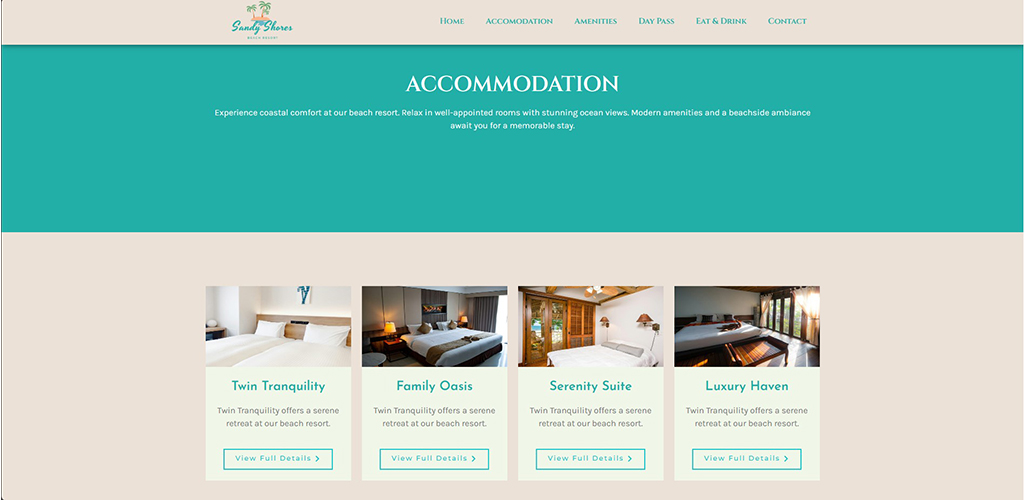 Sandy Shores
BEACH RESORT
Home Accomodation Amenities Day Pass Eat & Drink Contact
ACCOMMODATION
Experience coastal comfort at our beach resort. Relax in well-appointed rooms with stunning ocean views. Modern amenities and a beachside ambiance
await you for a memorable stay.
Twin Tranquility
Twin Tranquility offers a serene
retreat at our beach resort.
View Full Details
Family Oasis
Twin Tranquility offers a serene
retreat at our beach resort.
View Full Details
Serenity Suite
Twin Tranquility offers a serene
retreat at our beach resort.
View Full Details
Luxury Haven
Twin Tranquility offers a serene
retreat at our beach resort.
View Full Details